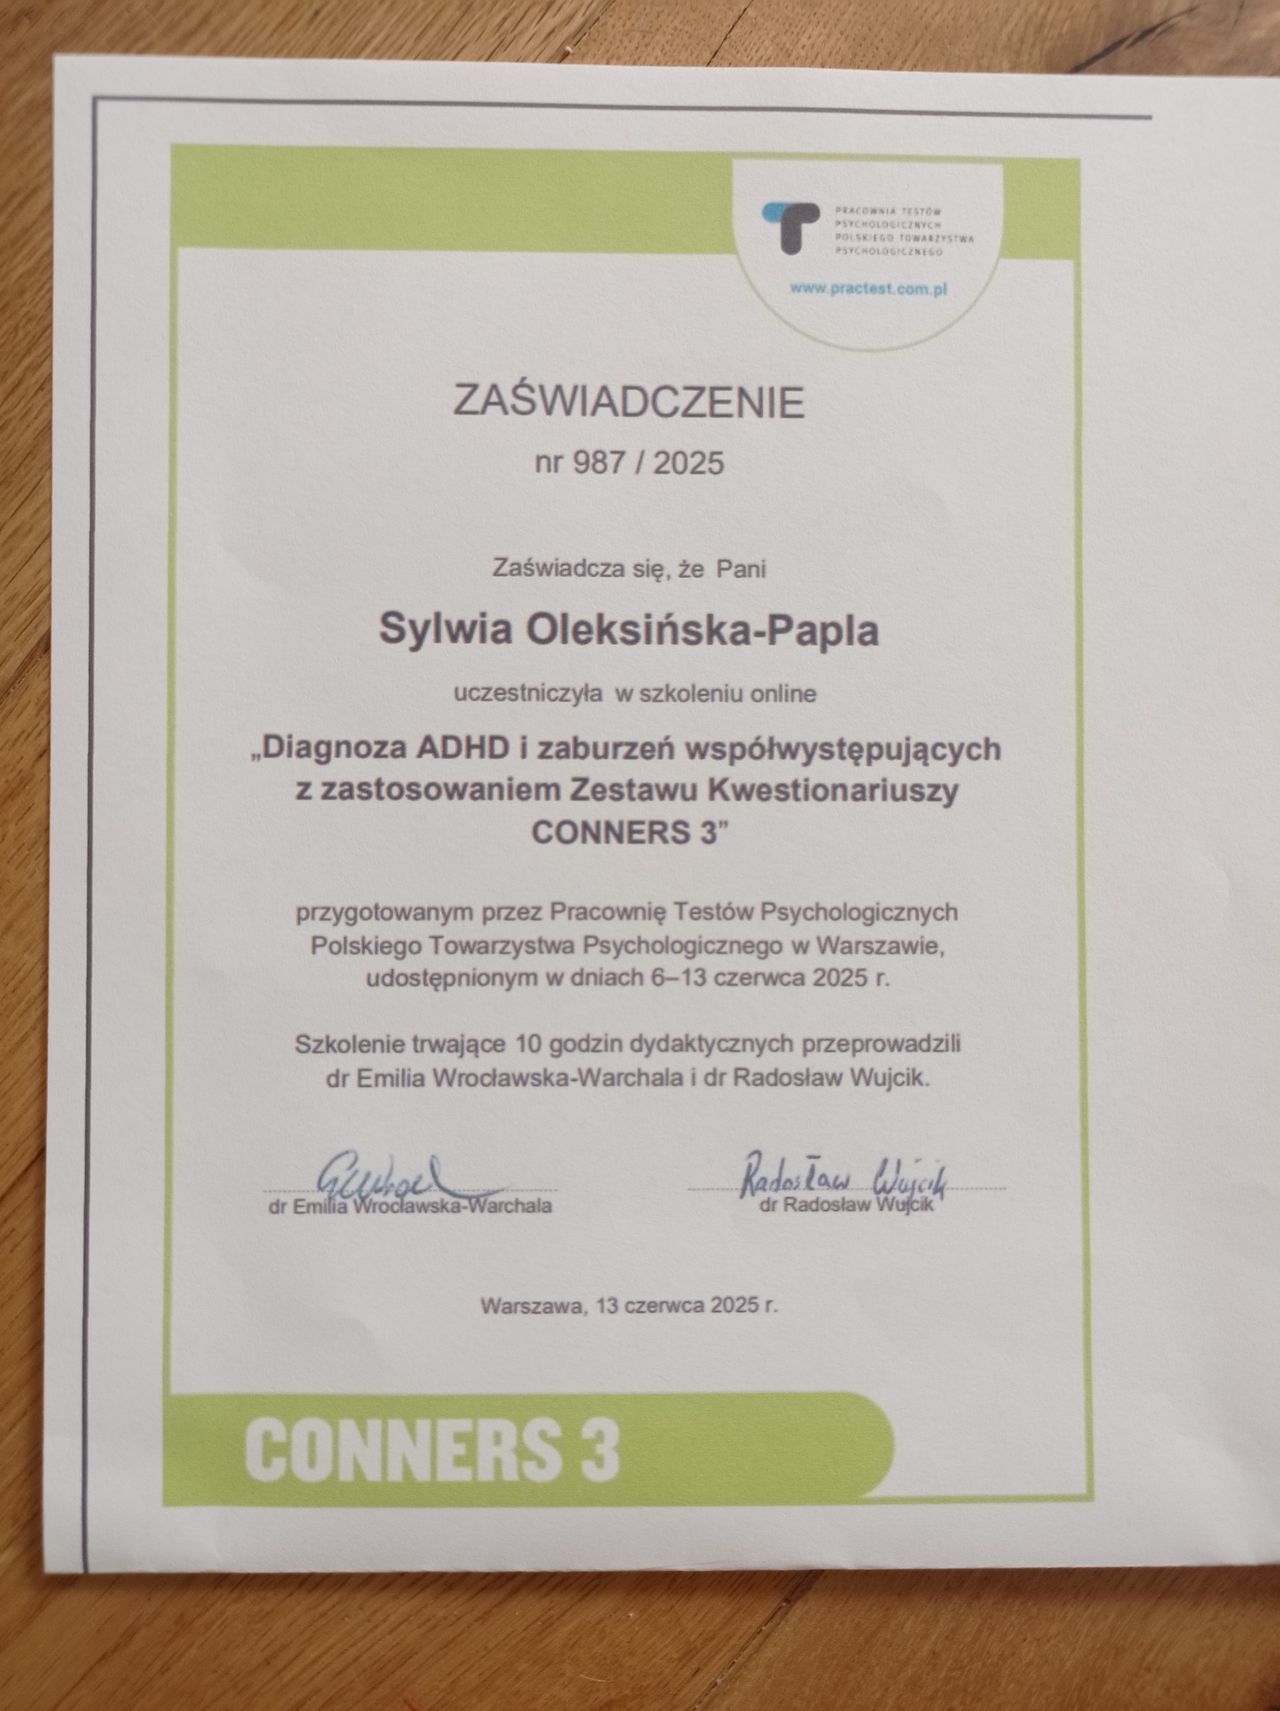 PRACOWNIA TESTÓW
PSYCHOLOGICZNYCH
POLSKIEGO TOWARZYSTWA
PSYCHOLOGICZNEGO
www.practest.com.pl
ZAŚWIADCZENIE
nr 987 / 2025
Zaświadcza się, że Pani
Sylwia Oleksińska-Papla
uczestniczyła w szkoleniu online
„Diagnoza ADHD i zaburzeń współwystępujących
z zastosowaniem Zestawu Kwestionariuszy
CONNERS 3”
przygotowanym przez Pracownię Testów Psychologicznych
Polskiego Towarzystwa Psychologicznego w Warszawie,
udostępnionym w dniach 6–13 czerwca 2025 r.
Szkolenie trwające 10 godzin dydaktycznych przeprowadzili
dr Emilia Wrocławska-Warchala i dr Radosław Wujcik.
Radosław Wujcik
dr Emilia Wrocławska-Warchala
dr Radosław Wujcik
Warszawa, 13 czerwca 2025 r.
CONNERS 3